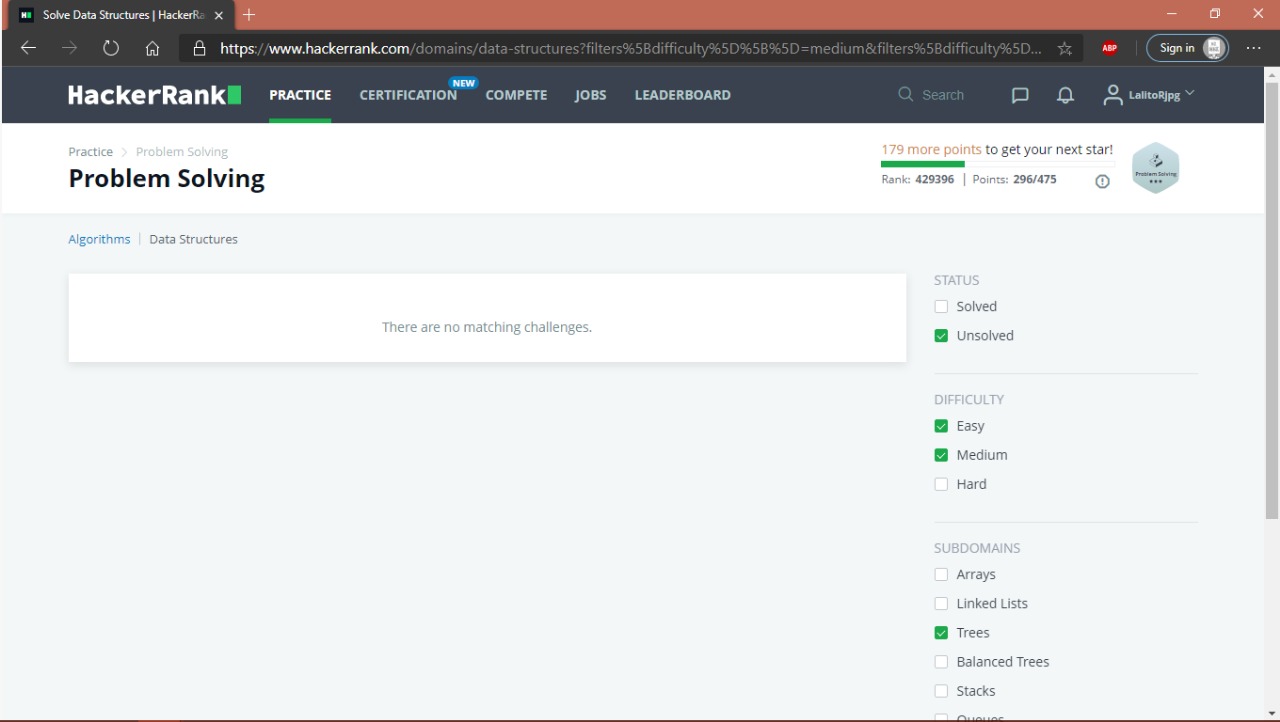 Solve Data Structures | HackerRa
https://www.hackerrank.com/domains/data-structures?filters%5Bdifficulty%5D%5B%5D=medium&filters%5Bdifficulty%5D...
ABP
Sign in
HackerRank
PRACTICE
CERTIFICATION
NEW
COMPETE
JOBS
LEADERBOARD
Search
LalitoRjpg
Practice > Problem Solving
Problem Solving
179 more points to get your next star!
Rank: 429396 | Points: 296/475
Problem Solving
Algorithms | Data Structures
There are no matching challenges.
STATUS
Solved
Unsolved
DIFFICULTY
Easy
Medium
Hard
SUBDOMAINS
Arrays
Linked Lists
Trees
Balanced Trees
Stacks
Queues